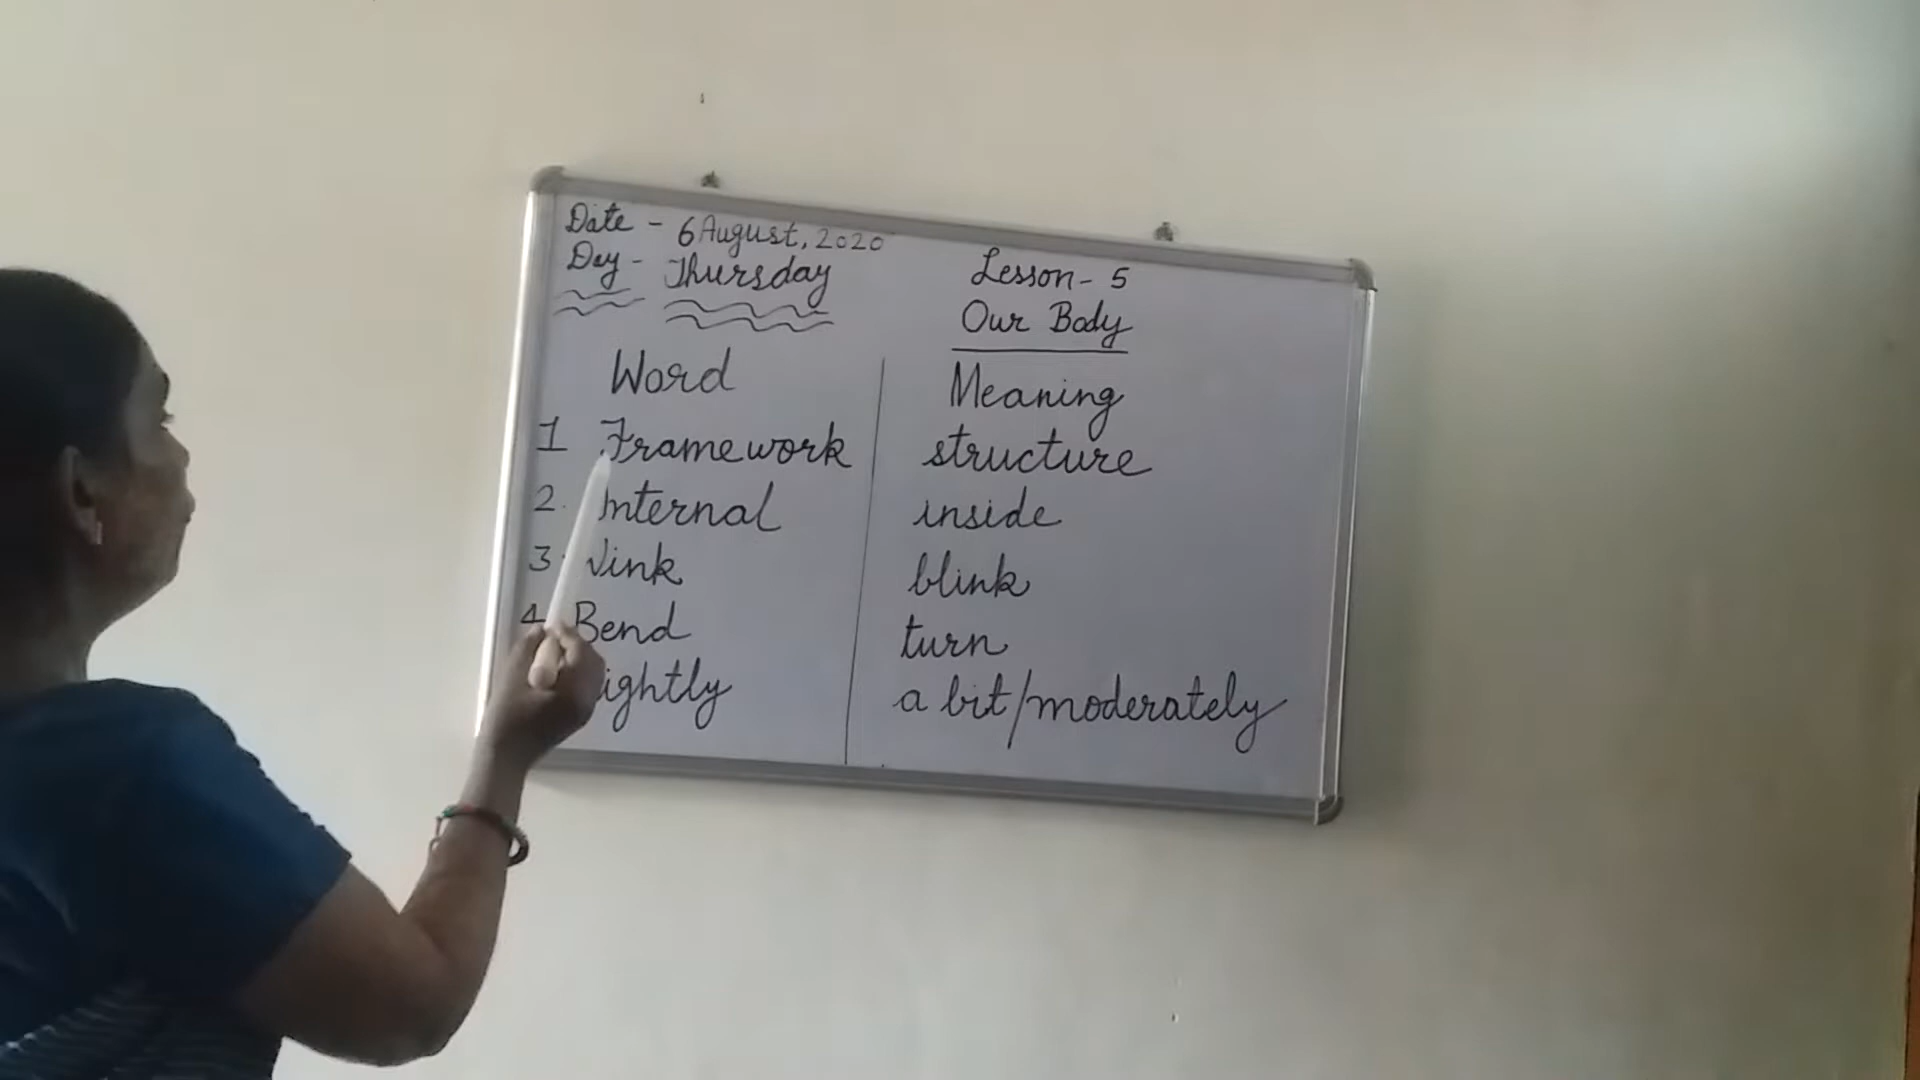 Date - 6 August, 2020
Day - Thursday
Lesson - 5
Our Body
Word Meaning
1 Framework structure
2. Internal inside
3 Wink blink
4 Bend turn
a bit/moderately